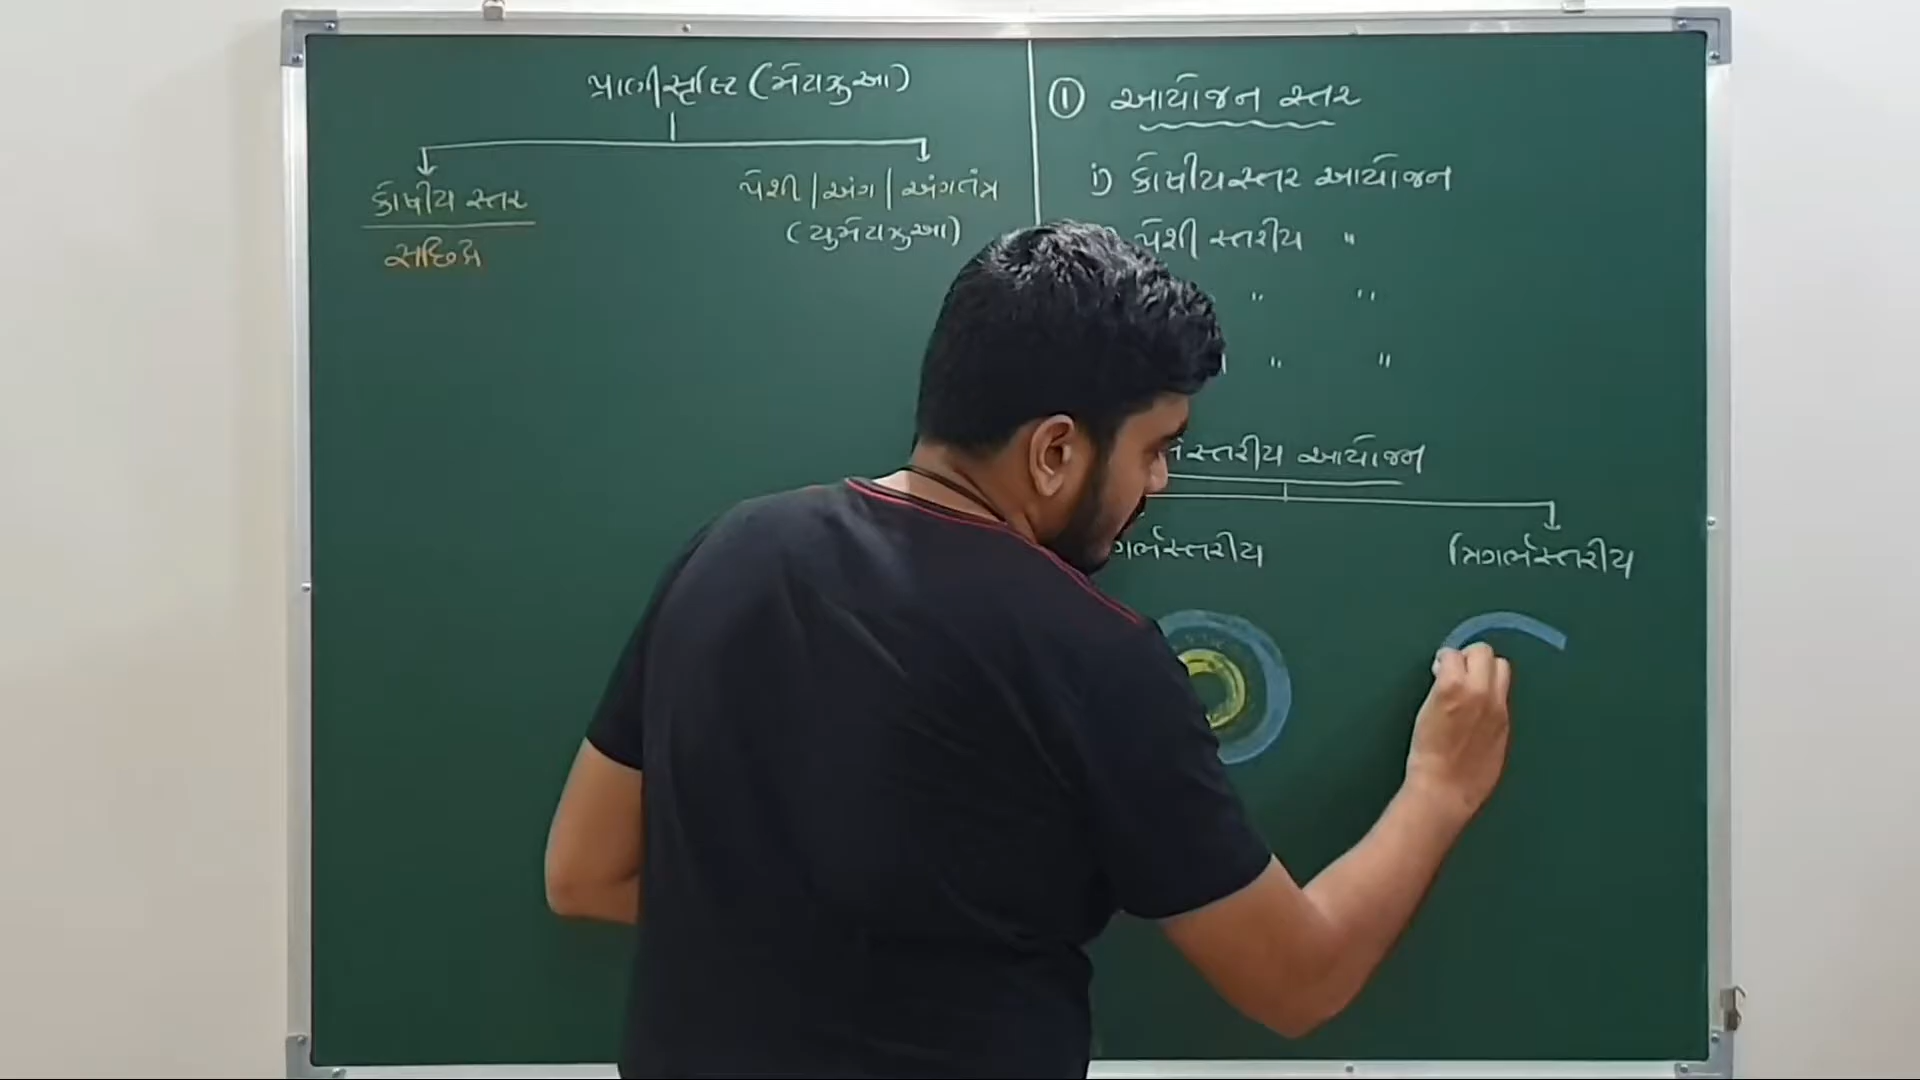 પ્રાણીસૃષ્ટિ (મેટાઝુઆ)
કોષીય સ્તર
સછિદ્ર
પેશી | અંગ | અંગતંત્ર
(યુમેટાઝુઆ)
① આયોજન સ્તર
i) કોષીયસ્તર આયોજન
પેશી સ્તરીય "
" "
" "
સ્તરીય આયોજન
ગર્ભસ્તરીય
ત્રિગર્ભસ્તરીય